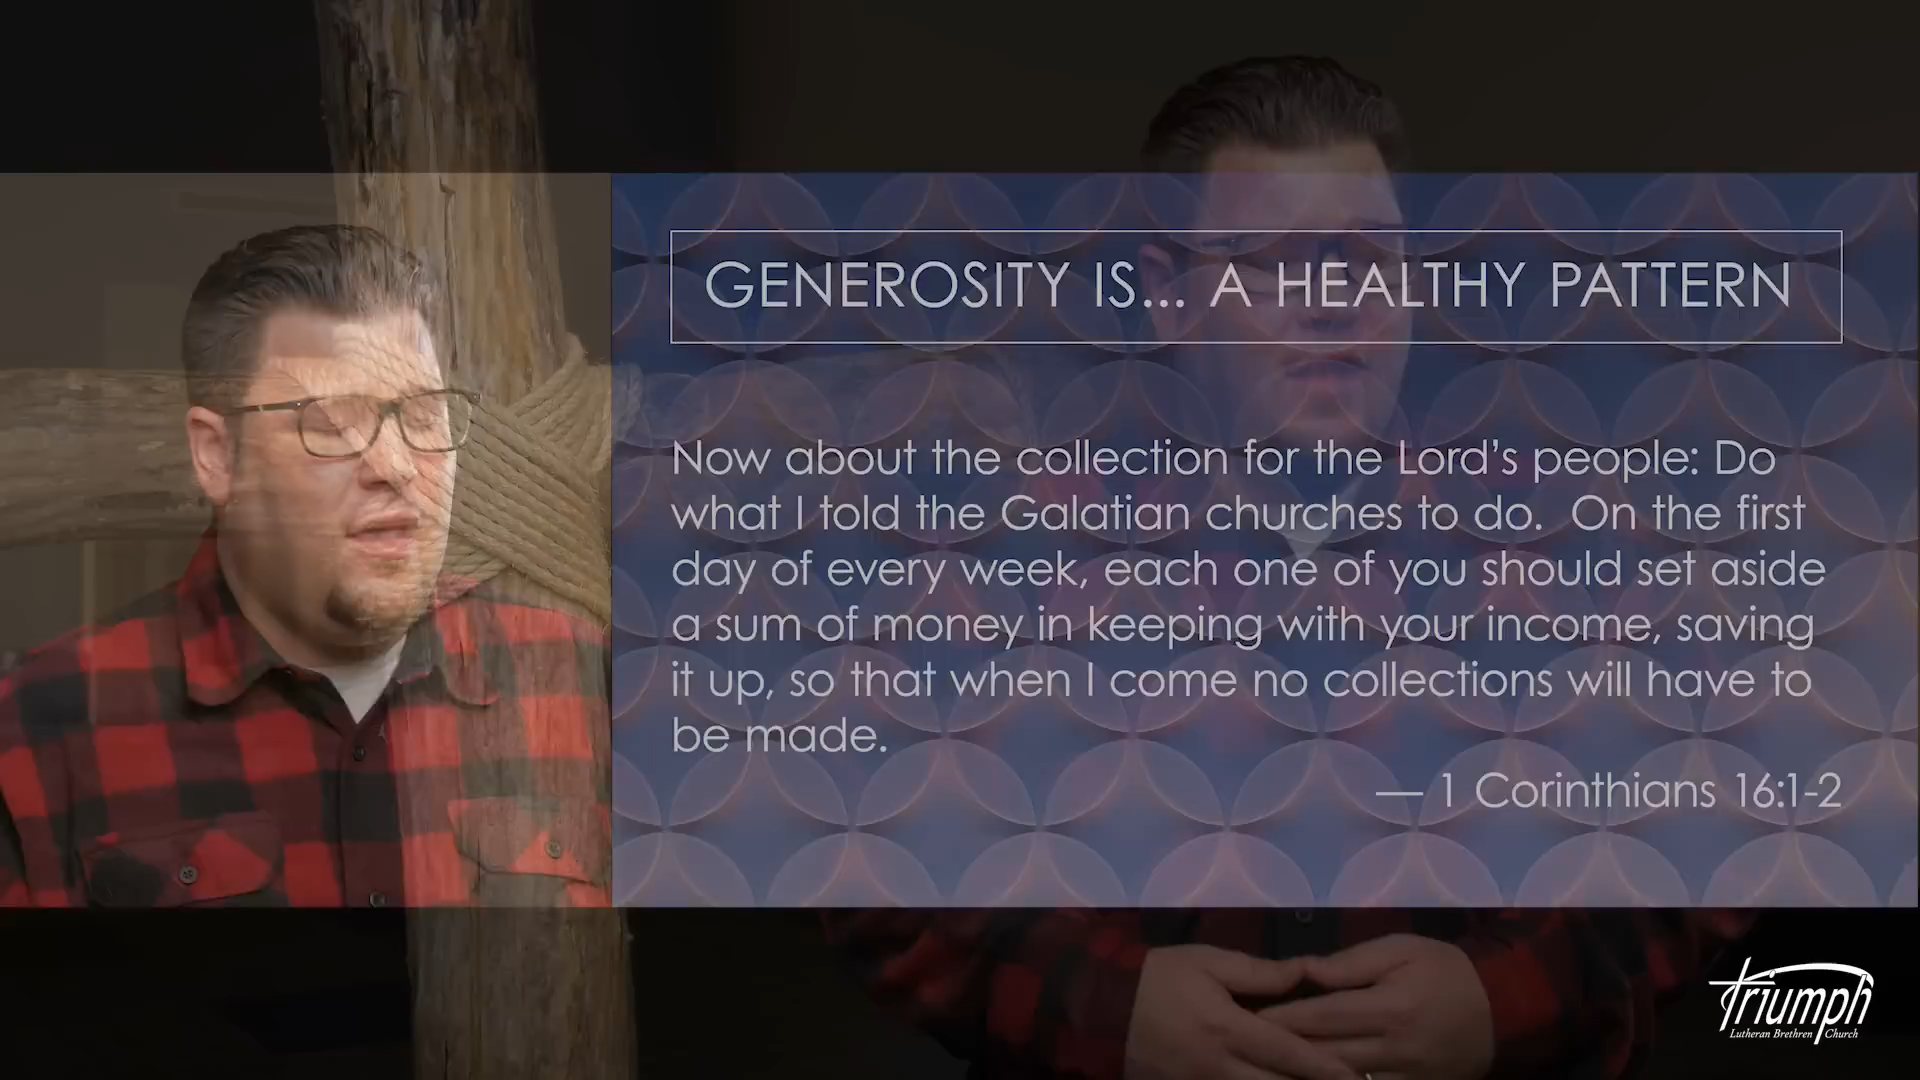 GENEROSITY IS... A HEALTHY PATTERN
Now about the collection for the Lord's people: Do
what I told the Galatian churches to do.  On the first
day of every week, each one of you should set aside
a sum of money in keeping with your income, saving
it up, so that when I come no collections will have to
be made.
— 1 Corinthians 16:1-2
Triumph
Lutheran Brethren Church